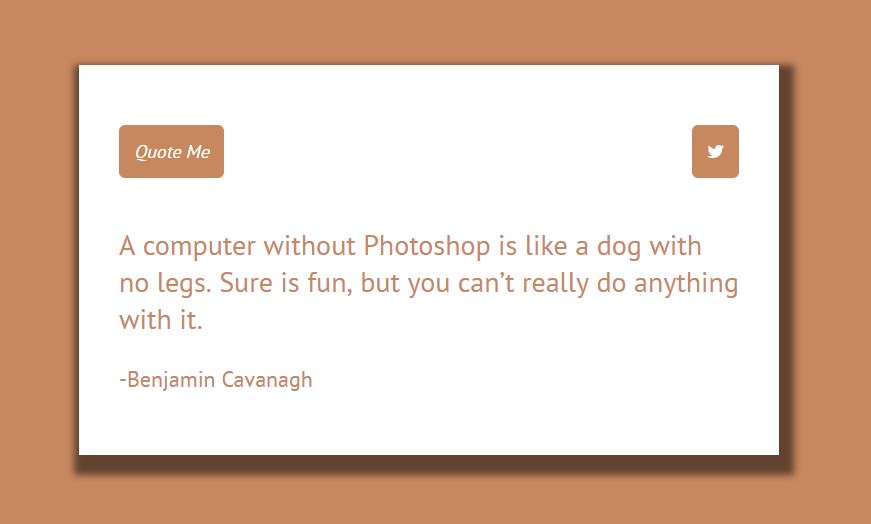 Quote Me
A computer without Photoshop is like a dog with
no legs. Sure is fun, but you can’t really do anything
with it.
-Benjamin Cavanagh